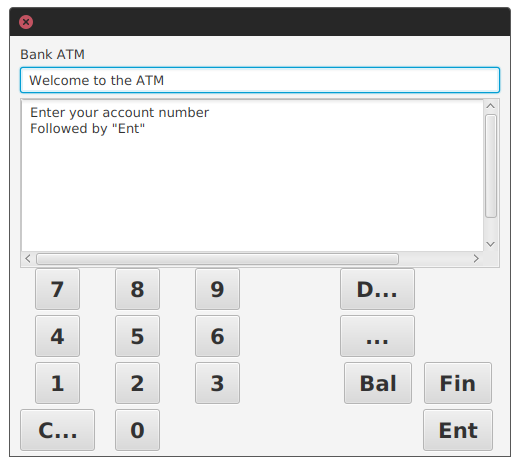 Bank ATM
Welcome to the ATM
Enter your account number
Followed by "Ent"
7 8 9 D...
4 5 6 ...
1 2 3 Bal Fin
C... 0 Ent